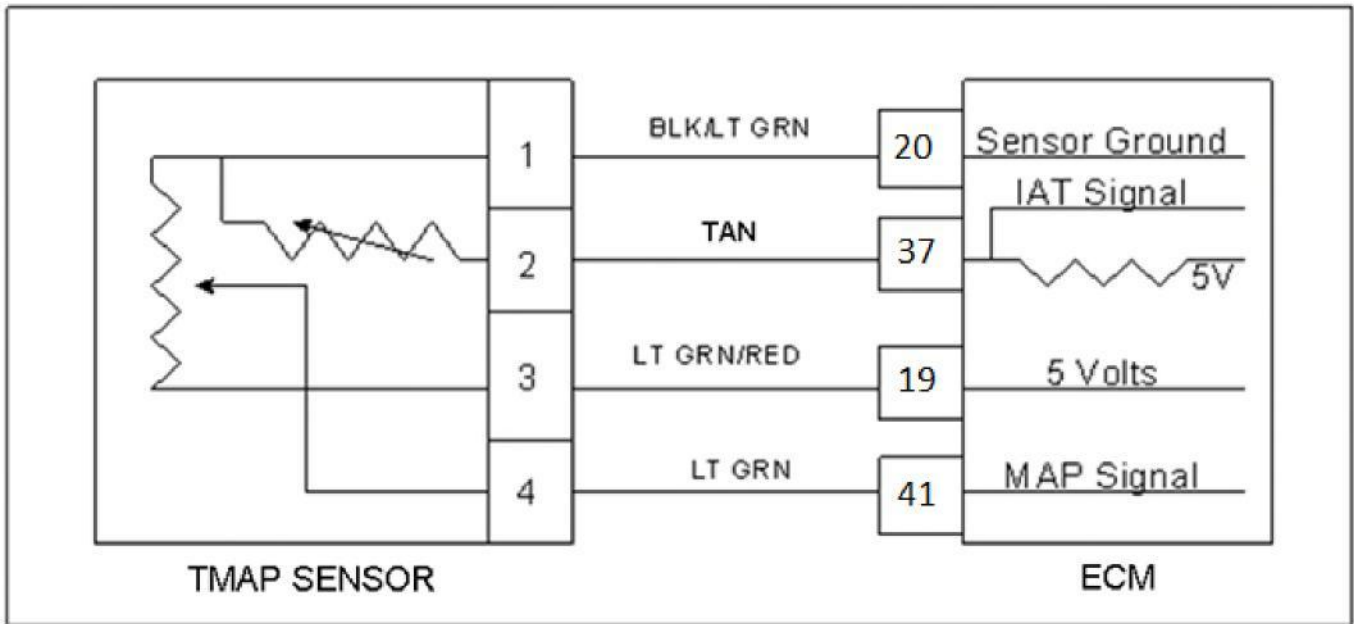 BLK/LT GRN
1
20
Sensor Ground
IAT Signal
TAN
2
37
5V
LT GRN/RED
3
19
5 Volts
LT GRN
4
41
MAP Signal
TMAP SENSOR
ECM